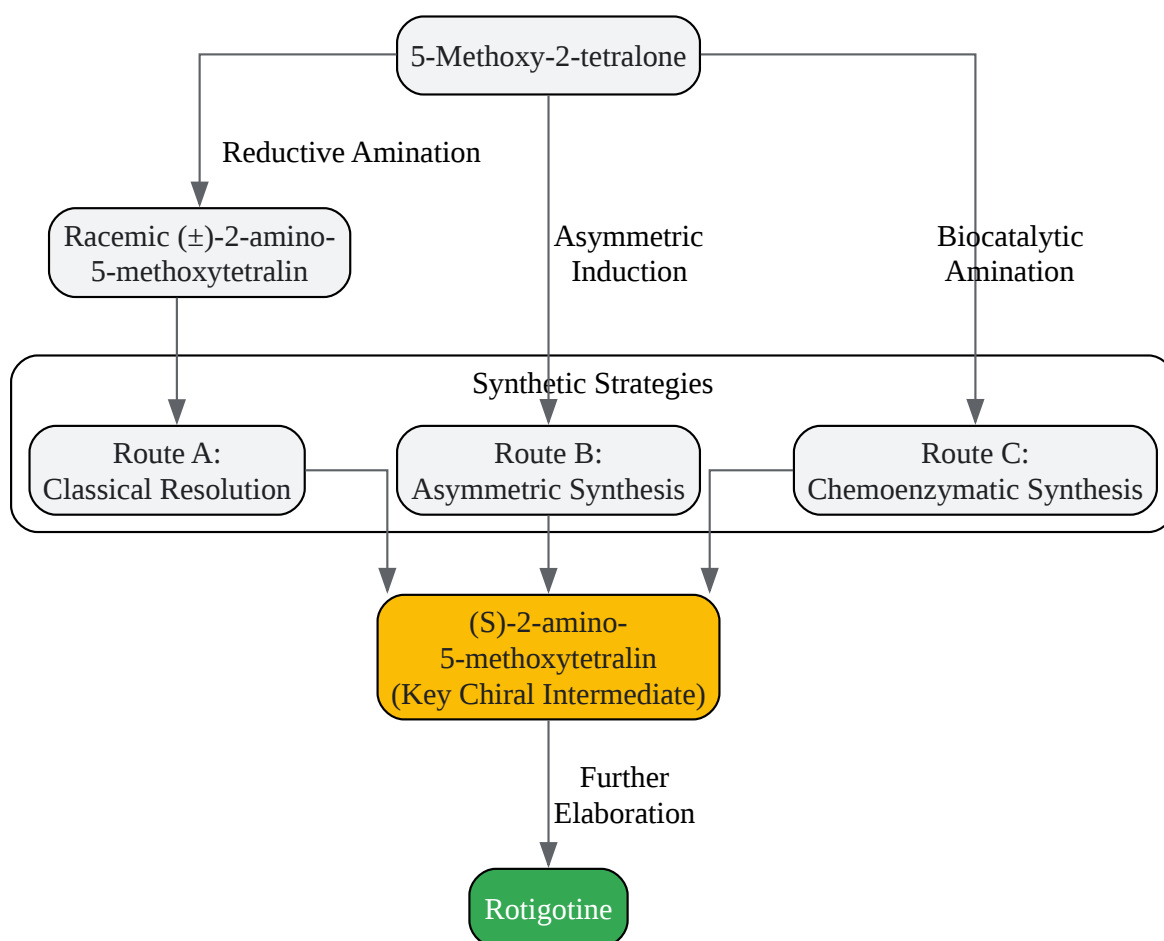 5-Methoxy-2-tetralone
Reductive Amination
Racemic (±)-2-amino-
5-methoxytetralin
Asymmetric
Induction
Biocatalytic
Amination
Synthetic Strategies
Route A:
Classical Resolution
Route B:
Asymmetric Synthesis
Route C:
Chemoenzymatic Synthesis
(S)-2-amino-
5-methoxytetralin
(Key Chiral Intermediate)
Further
Elaboration
Rotigotine